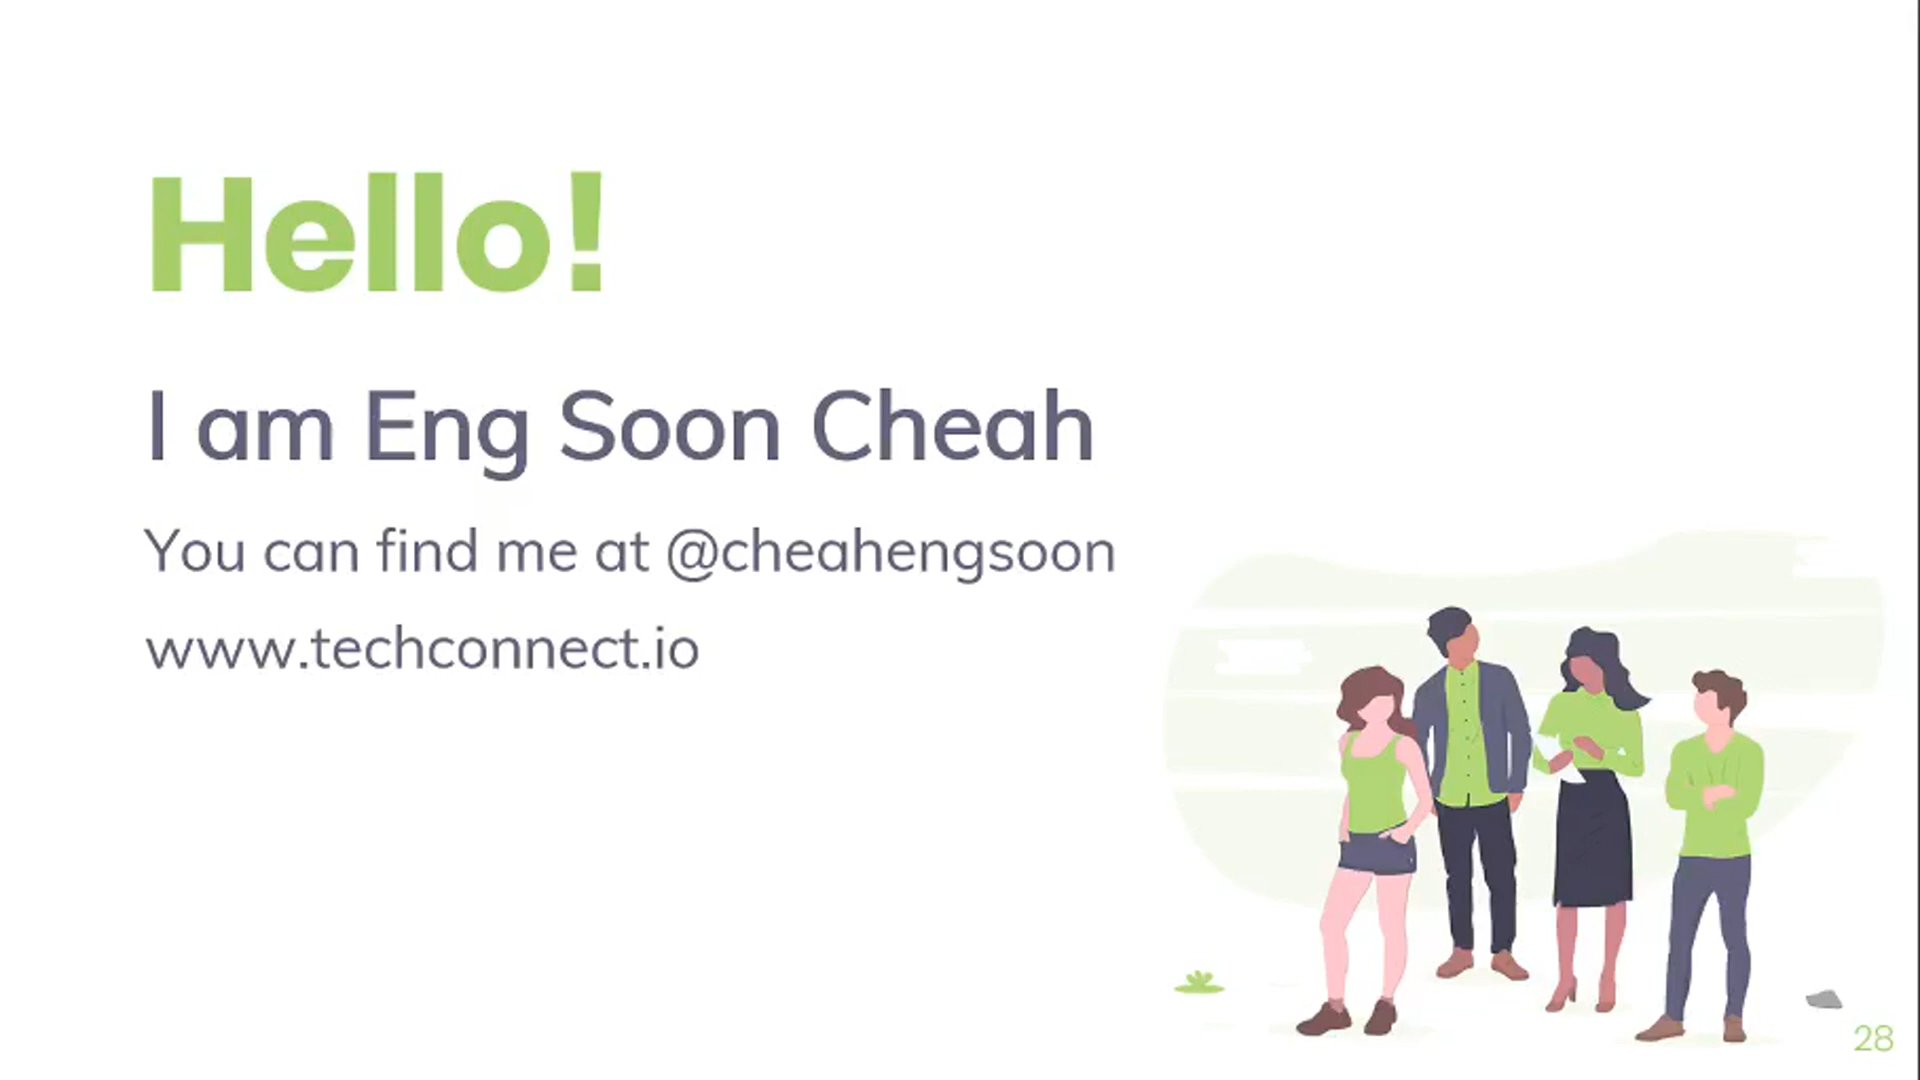 Hello!
I am Eng Soon Cheah
You can find me at @cheahengsoon
www.techconnect.io
28